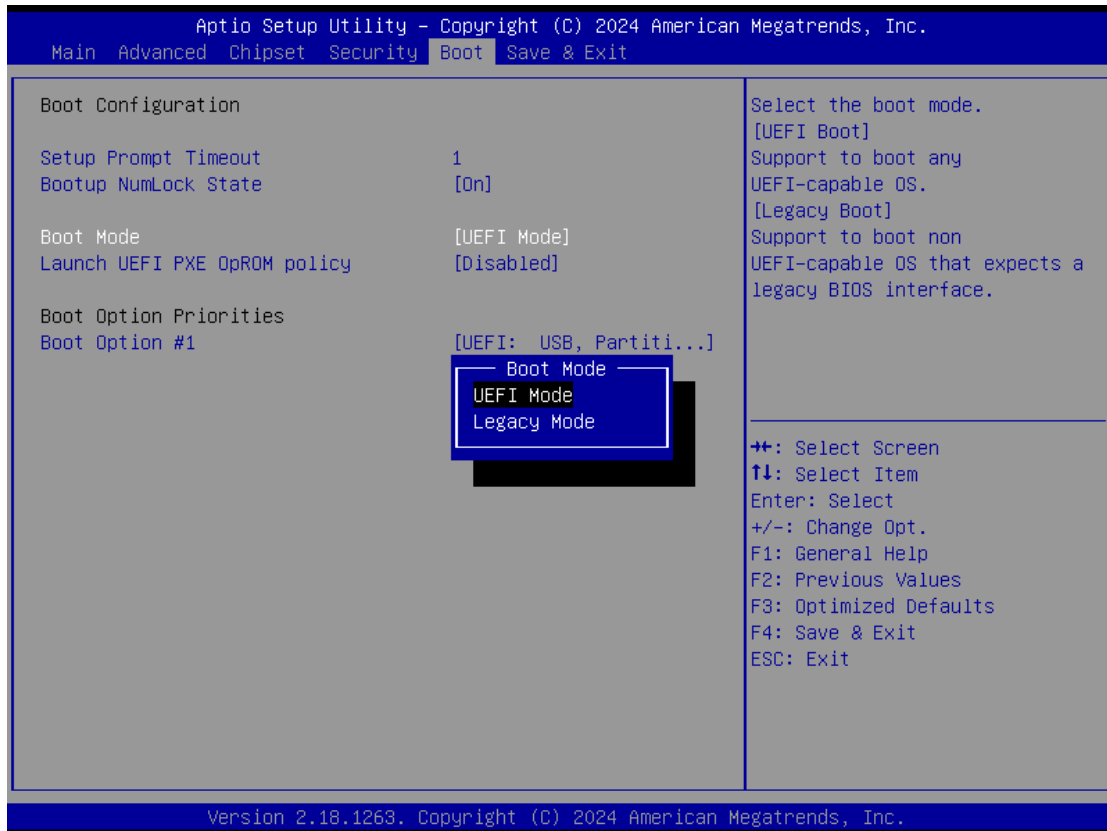 Aptio Setup Utility – Copyright (C) 2024 American Megatrends, Inc.
Main Advanced Chipset Security Boot Save & Exit
Boot Configuration
Setup Prompt Timeout 1
Bootup NumLock State [On]
Boot Mode [UEFI Mode]
Launch UEFI PXE OpROM policy [Disabled]
Boot Option Priorities
Boot Option #1 [UEFI: USB, Partiti...]
Boot Mode
UEFI Mode
Legacy Mode
Select the boot mode.
[UEFI Boot]
Support to boot any
UEFI-capable OS.
[Legacy Boot]
Support to boot non
UEFI-capable OS that expects a
legacy BIOS interface.
→←: Select Screen
↑↓: Select Item
Enter: Select
+/-: Change Opt.
F1: General Help
F2: Previous Values
F3: Optimized Defaults
F4: Save & Exit
ESC: Exit
Version 2.18.1263. Copyright (C) 2024 American Megatrends, Inc.